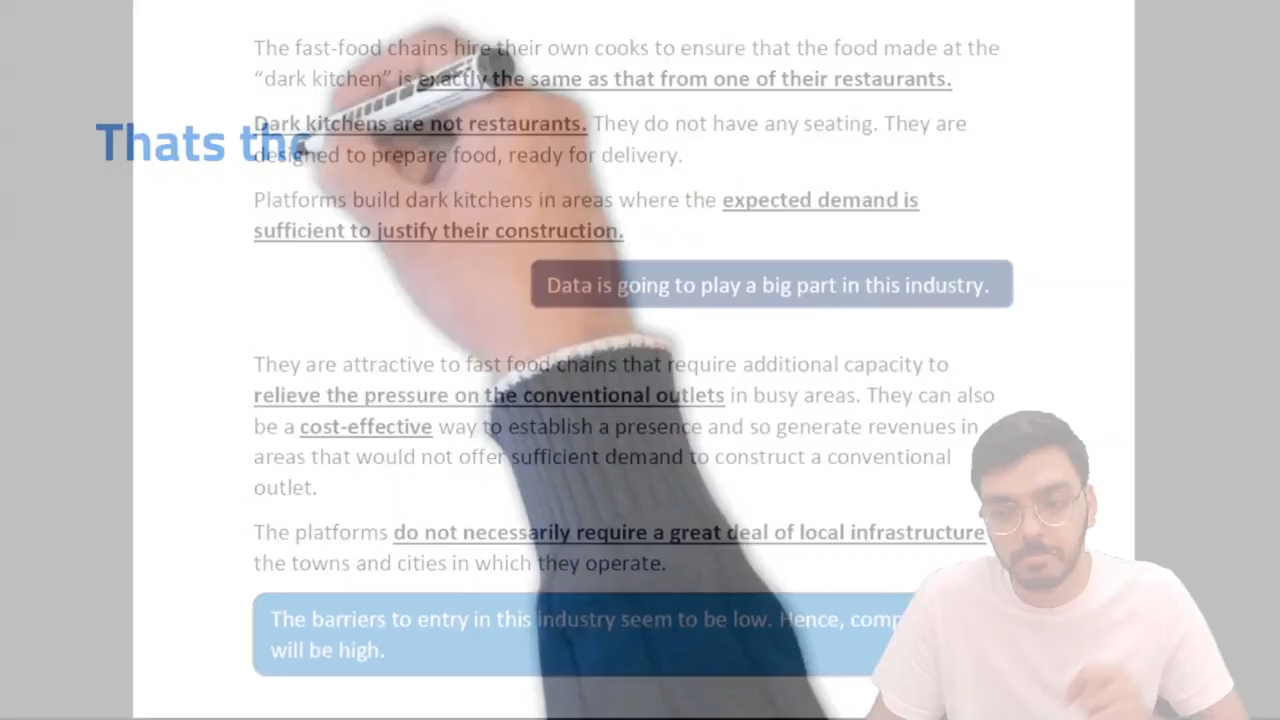 The fast-food chains hire their own cooks to ensure that the food made at the
“dark kitchen” is exactly the same as that from one of their restaurants.
Thats the
Dark kitchens are not restaurants. They do not have any seating. They are
designed to prepare food, ready for delivery.
Platforms build dark kitchens in areas where the expected demand is
sufficient to justify their construction.
Data is going to play a big part in this industry.
They are attractive to fast food chains that require additional capacity to
relieve the pressure on the conventional outlets in busy areas. They can also
be a cost-effective way to establish a presence and so generate revenues in
areas that would not offer sufficient demand to construct a conventional
outlet.
The platforms do not necessarily require a great deal of local infrastructure
the towns and cities in which they operate.
The barriers to entry in this industry seem to be low. Hence,
will be high.